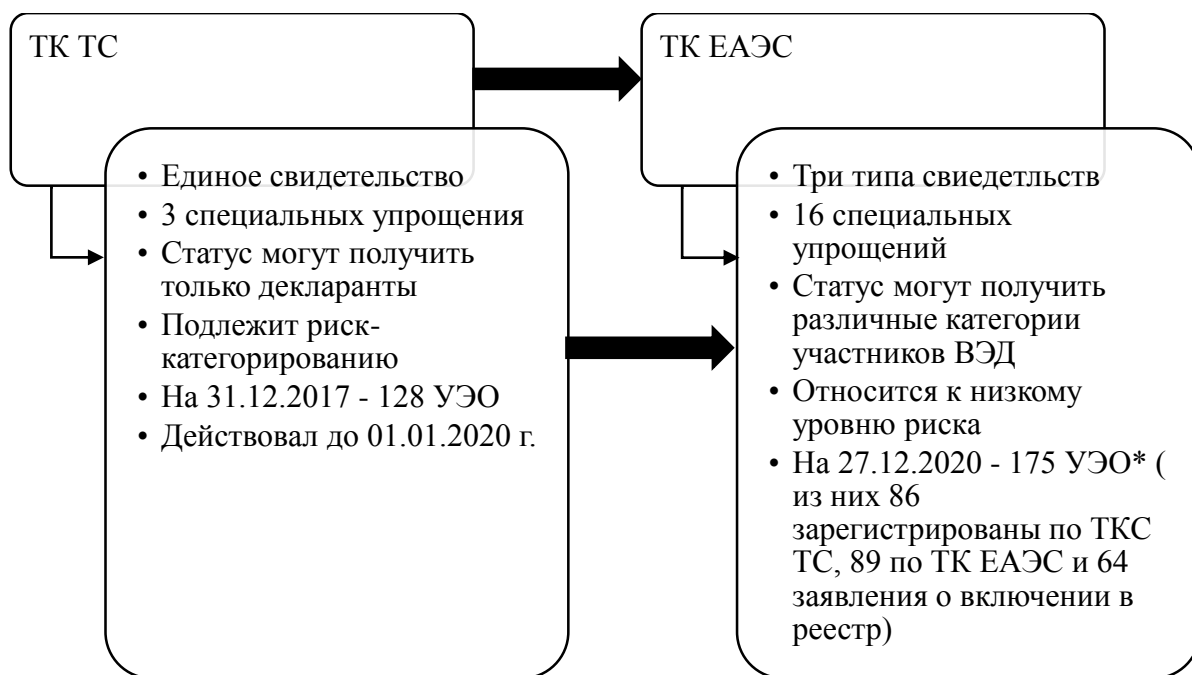 ТК ТС
• Единое свидетельство
• 3 специальных упрощения
• Статус могут получить
только декларанты
• Подлежит риск-
категорированию
• На 31.12.2017 - 128 УЭО
• Действовал до 01.01.2020 г.
ТК ЕАЭС
• Три типа свиедетльств
• 16 специальных
упрощений
• Статус могут получить
различные категории
участников ВЭД
• Относится к низкому
уровню риска
• На 27.12.2020 - 175 УЭО* (
из них 86
зарегистрированы по ТКС
ТС, 89 по ТК ЕАЭС и 64
заявления о включении в
реестр)